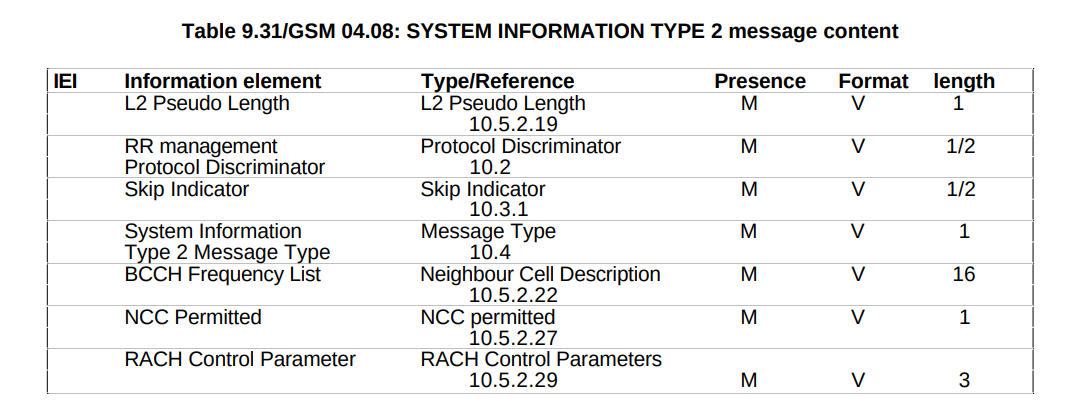 Table 9.31/GSM 04.08: SYSTEM INFORMATION TYPE 2 message content
IEI Information element Type/Reference Presence Format length
L2 Pseudo Length L2 Pseudo Length M V 1
10.5.2.19
RR management Protocol Discriminator M V 1/2
Protocol Discriminator 10.2
Skip Indicator Skip Indicator M V 1/2
10.3.1
System Information Message Type M V 1
Type 2 Message Type 10.4
BCCH Frequency List Neighbour Cell Description M V 16
10.5.2.22
NCC Permitted NCC permitted M V 1
10.5.2.27
RACH Control Parameter RACH Control Parameters
10.5.2.29 M V 3